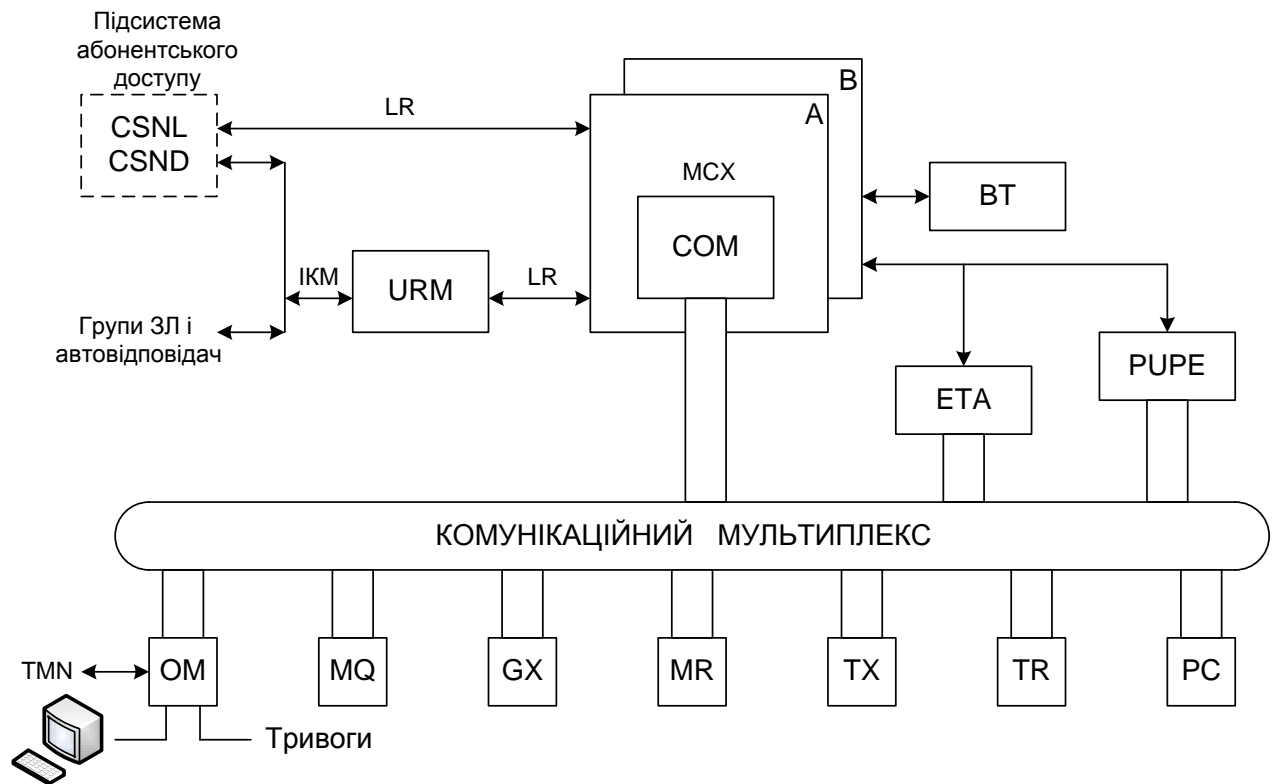 Підсистема
абонентського
доступу
CSNL
CSND
LR
B
A
MCX
COM
BT
ІКМ
URM
LR
Групи ЗЛ і
автовідповідач
ETA
PUPE
КОМУНІКАЦІЙНИЙ МУЛЬТИПЛЕКС
TMN
OM
MQ
GX
MR
TX
TR
PC
Тривоги